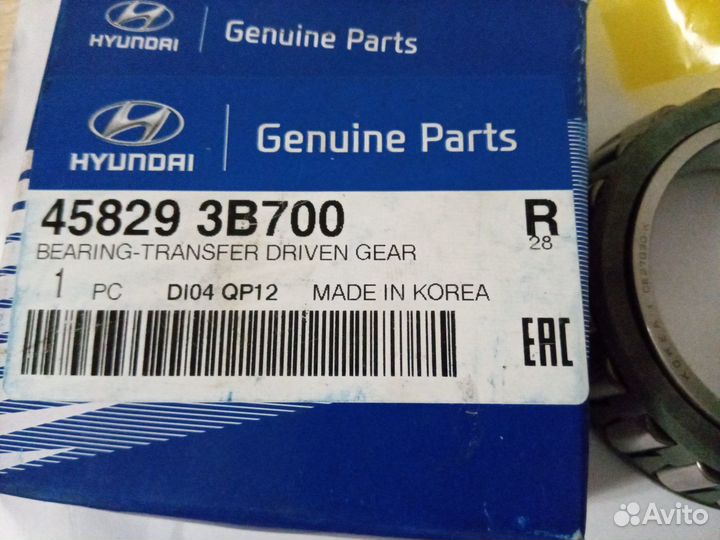 HYUNDAI
Genuine Parts
HYUNDAI
Genuine Parts
45829 3B700
R
28
BEARING-TRANSFER DRIVEN GEAR
1 PC DI04 QP12 MADE IN KOREA
EAC
KOREA
Avito